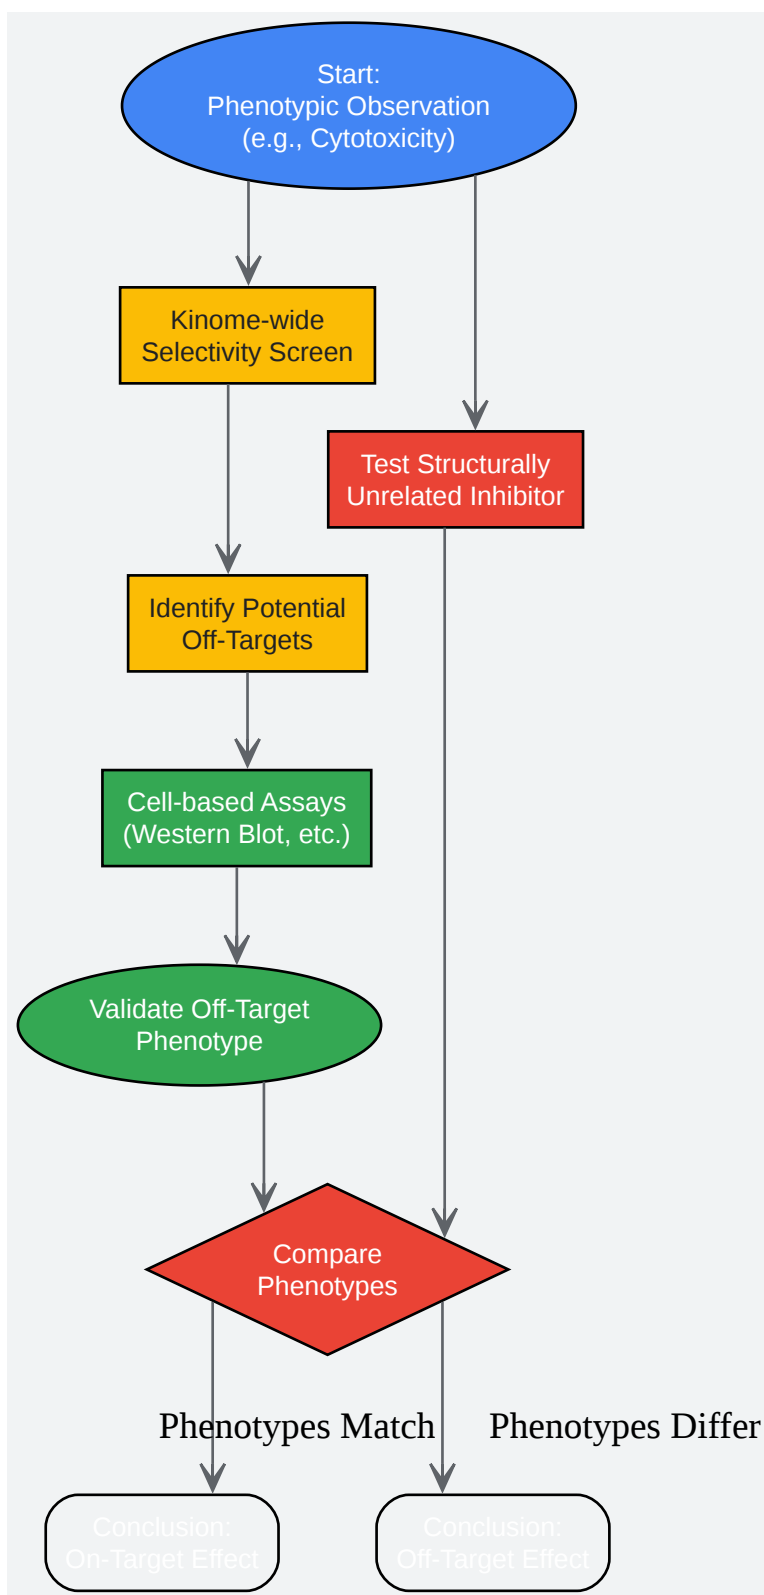 Start:
Phenotypic Observation
(e.g., Cytotoxicity)
Kinome-wide
Selectivity Screen
Test Structurally
Unrelated Inhibitor
Identify Potential
Off-Targets
Cell-based Assays
(Western Blot, etc.)
Validate Off-Target
Phenotype
Compare
Phenotypes
Phenotypes Match
Phenotypes Differ
Conclusion:
On-Target Effect
Conclusion:
Off-Target Effect